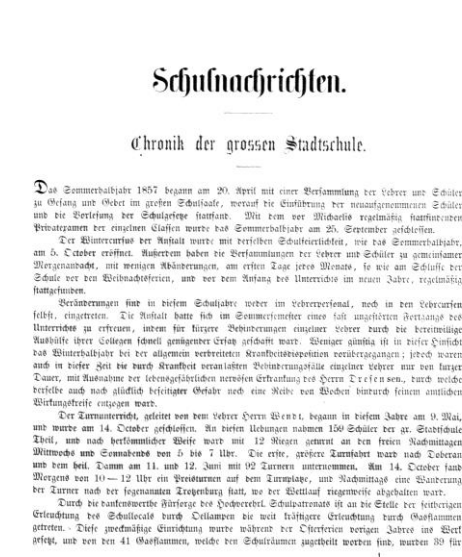 Schulnachrichten.
Chronik der grossen Stadtschule.
Das Sommerhalbjahr 1857 begann am 20. April mit einer Versammlung der Lehrer und Schüler
zu Gesang und Gebet im großen Schulsaale, worauf die Einführung der neuaufgenommenen Schüler
und die Vorlesung der Schulgesetze stattfand. Mit dem vor Michaelis regelmäßig stattfindenden
Privatexamen der einzelnen Classen wurde das Sommerhalbjahr am 25. September geschlossen.
Der Wintercursus der Anstalt wurde mit derselben Schulfeierlichkeit, wie das Sommerhalbjahr,
am 5. October eröffnet. Außerdem haben die Versammlungen der Lehrer und Schüler zu gemeinsamer
Morgenandacht, mit wenigen Abänderungen, am ersten Tage jedes Monats, so wie am Schlusse der
Schule vor den Weihnachtsferien, und vor dem Anfang des Unterrichts im neuen Jahre, regelmäßig
stattgefunden.
Veränderungen sind in diesem Schuljahre weder im Lehrerpersonal, noch in den Lehrcursen
selbst, eingetreten. Die Anstalt hatte sich im Sommersemester eines fast ungestörten Fortgangs des
Unterrichts zu erfreuen, indem für kürzere Behinderungen einzelner Lehrer durch die bereitwillige
Aushülfe ihrer Collegen schnell genügender Ersatz geschafft ward. Weniger günstig ist in dieser Hinsicht
das Winterhalbjahr bei der allgemein verbreiteten Krankheitsdisposition vorübergegangen; jedoch waren
auch in dieser Zeit die durch Krankheit veranlaßten Behinderungsfälle einzelner Lehrer nur von kurzer
Dauer, mit Ausnahme der lebensgefährlichen nervösen Erkrankung des Herrn Dresen sen., durch welche
derselbe auch nach glücklich beseitigter Gefahr noch eine Reihe von Wochen hindurch seinem amtlichen
Wirkungskreise entzogen ward.
Der Turnunterricht, geleitet von dem Lehrer Herrn Wendt, begann in diesem Jahre am 9. Mai,
und wurde am 14. October geschlossen. An diesen Uebungen nahmen 159 Schüler der gr. Stadtschule
Theil, und nach herkömmlicher Weise ward mit 12 Riegen geturnt an den freien Nachmittagen
Mittwochs und Sonnabends von 5 bis 7 Uhr. Die erste, größere Turnfahrt ward nach Doberan
und dem heil. Damm am 11. und 12. Juni mit 92 Turnern unternommen. Am 14. October fand
Morgens von 10—12 Uhr ein Preisturnen auf dem Turnplatze, und Nachmittags eine Wanderung
der Turner nach der sogenannten Trotzenburg statt, wo der Wettlauf riegenweise abgehalten ward.
Durch die dankenswerthe Fürsorge des Hochverehrl. Schulpatronats ist an die Stelle der seitherigen
Erleuchtung des Schullocals durch Oellampen die weit kräftigere Erleuchtung durch Gasflammen
getreten. Diese zweckmäßige Einrichtung wurde während der Osterferien vorigen Jahres ins Werk
gesetzt, und von den 41 Gasflammen, welche den Schulräumen zugetheilt worden sind, wurden 39 für